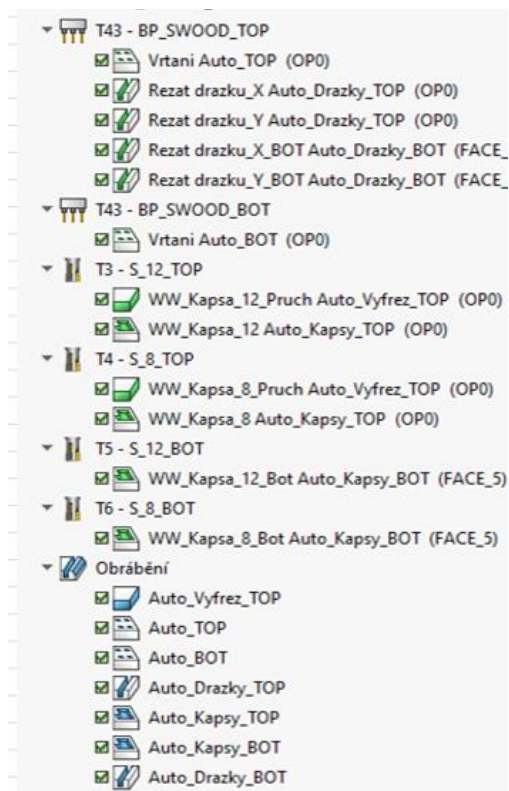 T43 - BP_SWOOD_TOP
Vrtani Auto_TOP (OP0)
Rezat drazku_X Auto_Drazky_TOP (OP0)
Rezat drazku_Y Auto_Drazky_TOP (OP0)
Rezat drazku_X_BOT Auto_Drazky_BOT (FACE_
Rezat drazku_Y_BOT Auto_Drazky_BOT (FACE_
T43 - BP_SWOOD_BOT
Vrtani Auto_BOT (OP0)
T3 - S_12_TOP
WW_Kapsa_12_Pruch Auto_Vyfrez_TOP (OP0)
WW_Kapsa_12 Auto_Kapsy_TOP (OP0)
T4 - S_8_TOP
WW_Kapsa_8_Pruch Auto_Vyfrez_TOP (OP0)
WW_Kapsa_8 Auto_Kapsy_TOP (OP0)
T5 - S_12_BOT
WW_Kapsa_12_Bot Auto_Kapsy_BOT (FACE_5)
T6 - S_8_BOT
WW_Kapsa_8_Bot Auto_Kapsy_BOT (FACE_5)
Obrábění
Auto_Vyfrez_TOP
Auto_TOP
Auto_BOT
Auto_Drazky_TOP
Auto_Kapsy_TOP
Auto_Kapsy_BOT
Auto_Drazky_BOT